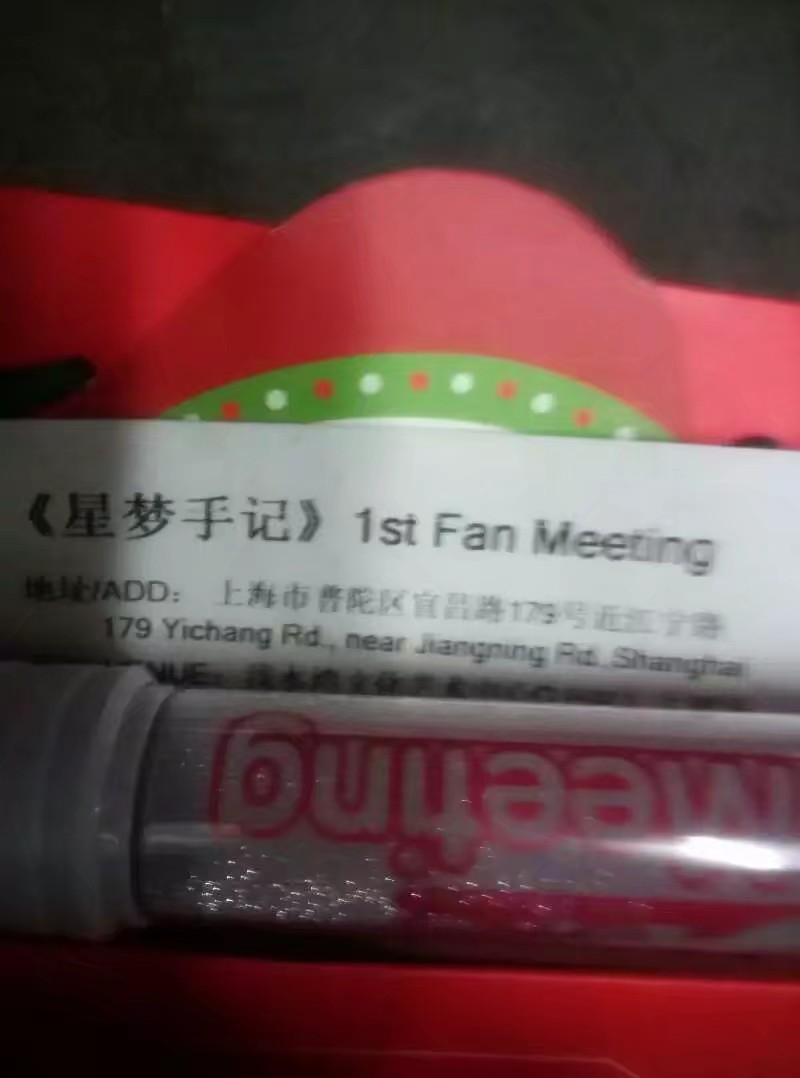 《星梦手记》 1st Fan Meeting
地址/ADD： 上海市普陀区宜昌路179号近江宁路
179 Yichang Rd., near Jiangning Rd. Shanghai
Meeting